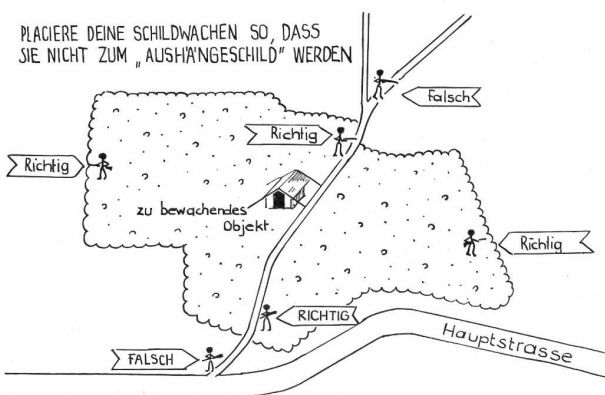 PLACIERE DEINE SCHILDWACHEN SO, DASS
SIE NICHT ZUM „AUSHÄNGESCHILD" WERDEN
Falsch
Richtig
Richtig
zu bewachendes
Objekt.
Richtig
RICHTIG
Hauptstrasse
FALSCH